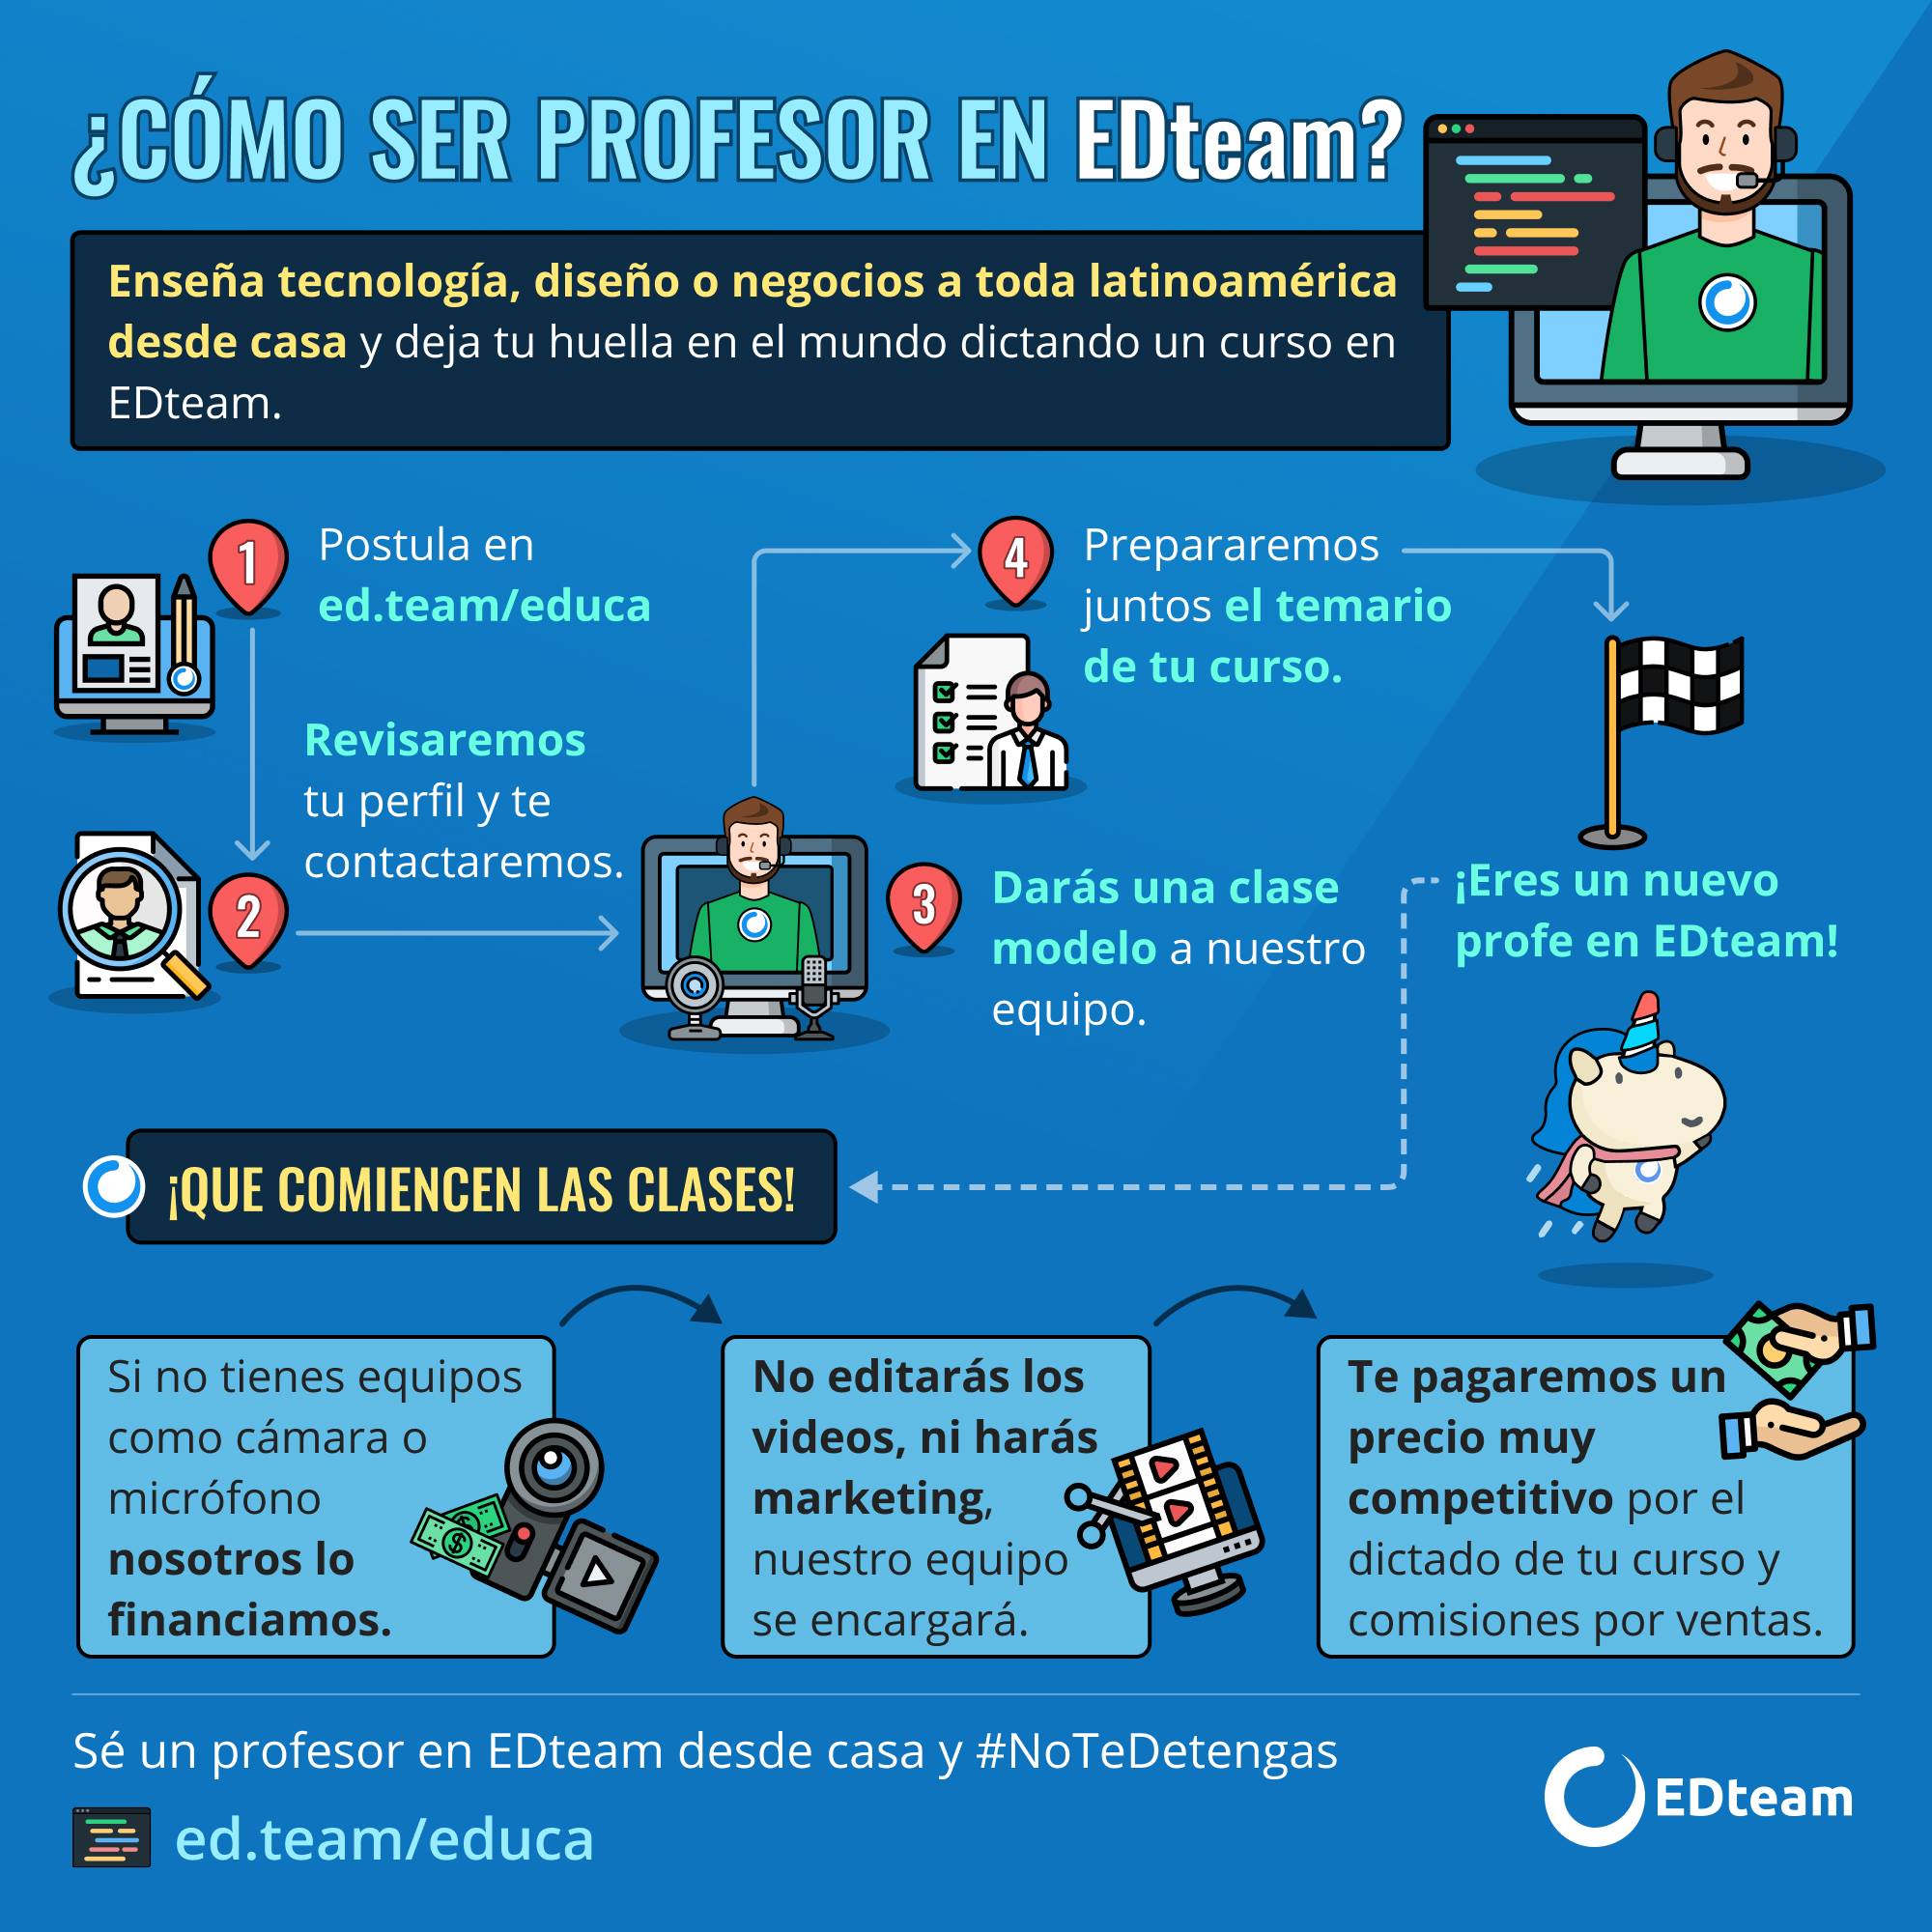 ¿CÓMO SER PROFESOR EN EDteam?
Enseña tecnología, diseño o negocios a toda latinoamérica
desde casa y deja tu huella en el mundo dictando un curso en
EDteam.
1
Postula en
ed.team/educa
2
Revisaremos
tu perfil y te
contactaremos.
3
Darás una clase
modelo a nuestro
equipo.
4
Prepararemos
juntos el temario
de tu curso.
¡Eres un nuevo
profe en EDteam!
¡QUE COMIENCEN LAS CLASES!
Si no tienes equipos
como cámara o
micrófono
nosotros lo
financiamos.
No editarás los
videos, ni harás
marketing,
nuestro equipo
se encargará.
Te pagaremos un
precio muy
competitivo por el
dictado de tu curso y
comisiones por ventas.
Sé un profesor en EDteam desde casa y #NoTeDetengas
ed.team/educa
EDteam